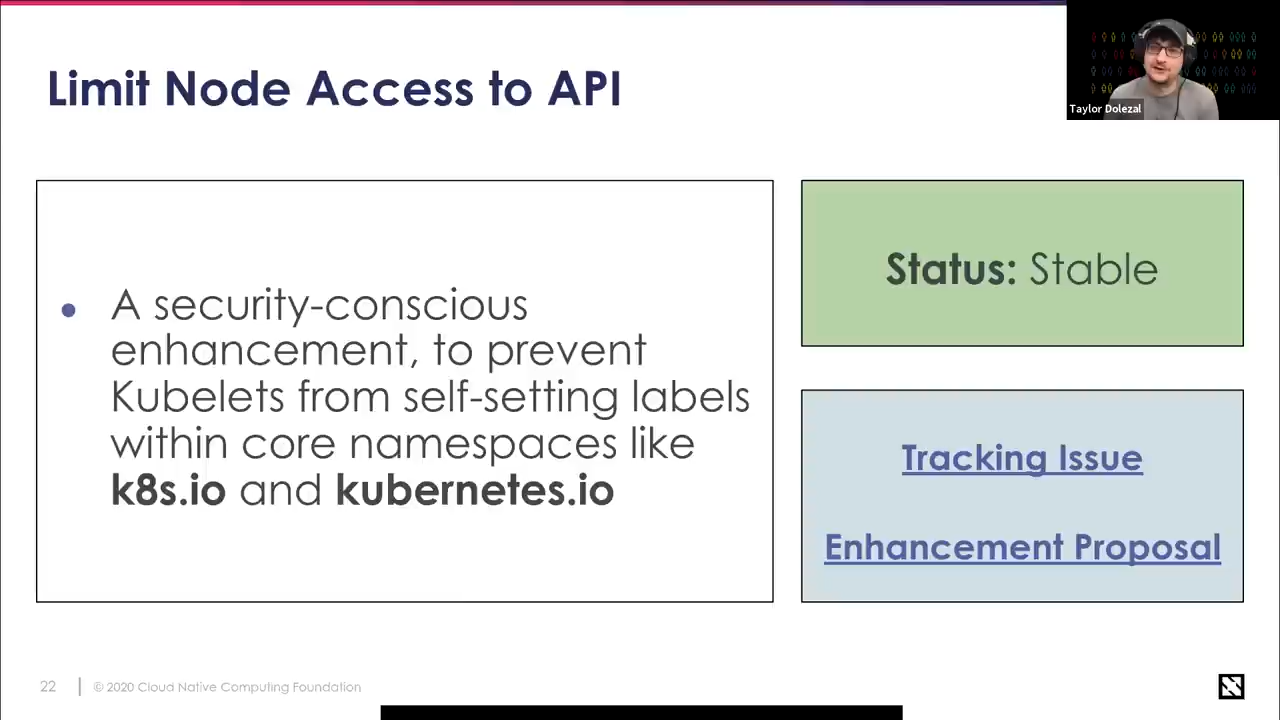 Limit Node Access to API
Taylor Dolezal
● A security-conscious
enhancement, to prevent
Kubelets from self-setting labels
within core namespaces like
k8s.io and kubernetes.io
Status: Stable
Tracking Issue
Enhancement Proposal
22
© 2020 Cloud Native Computing Foundation